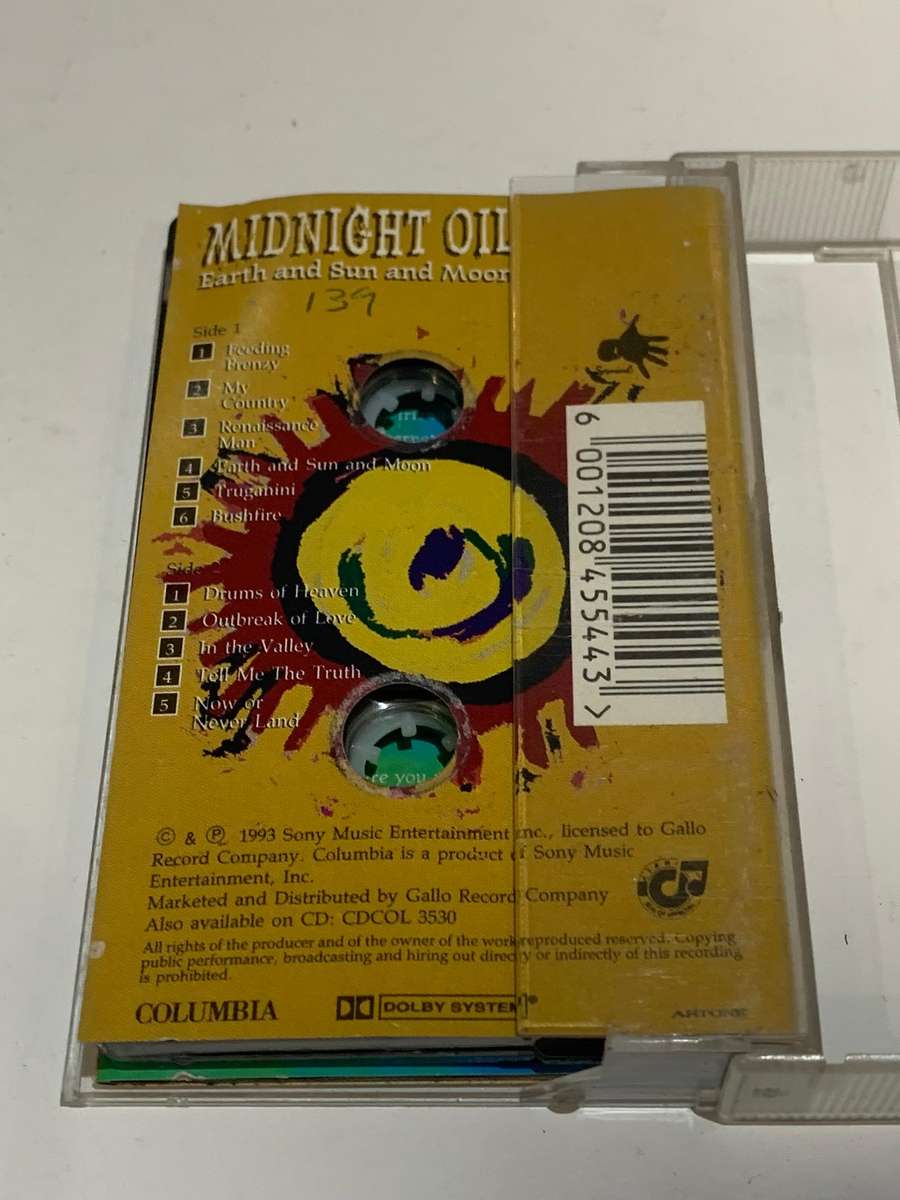 MIDNIGHT OIL
Earth and Sun and Moon
139
Side 1
1 Feeding
Frenzy
2 My
Country
3 Renaissance
Man
4 Earth and Sun and Moon
5 Truganini
6 Bushfire
Side
1 Drums of Heaven
2 Outbreak of Love
3 In the Valley
4 Tell Me The Truth
5 Now or
Never Land
6 001208 455443 >
© & ℗ 1993 Sony Music Entertainment Inc., licensed to Gallo
Record Company. Columbia is a product of Sony Music
Entertainment, Inc.
Marketed and Distributed by Gallo Record Company
Also available on CD: CDCOL 3530
All rights of the producer and of the owner of the work reproduced reserved. Copying
public performance, broadcasting and hiring out directly or indirectly of this recording
is prohibited.
COLUMBIA
DOLBY SYSTEM®
ARTONE
re you